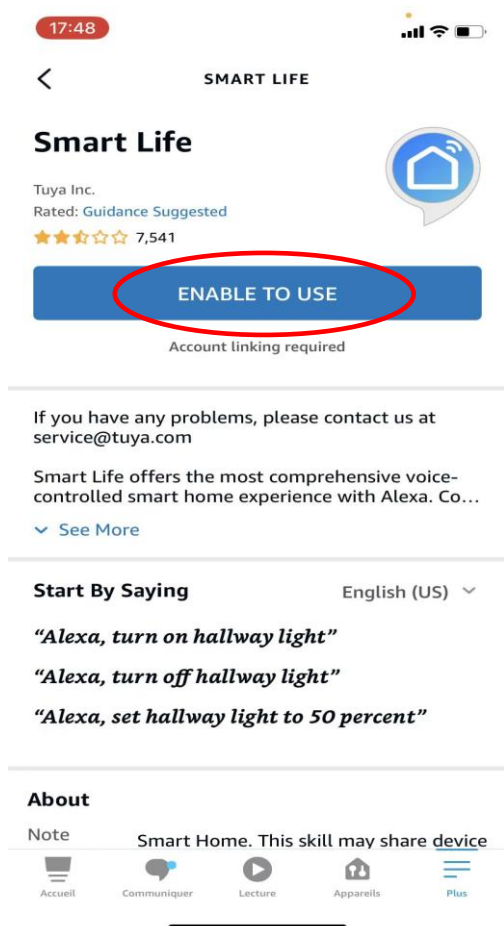 17:48
SMART LIFE
Smart Life
Tuya Inc.
Rated: Guidance Suggested
7,541
ENABLE TO USE
Account linking required
If you have any problems, please contact us at
service@tuya.com
Smart Life offers the most comprehensive voice-
controlled smart home experience with Alexa. Co...
See More
Start By Saying English (US)
“Alexa, turn on hallway light”
“Alexa, turn off hallway light”
“Alexa, set hallway light to 50 percent”
About
Note Smart Home. This skill may share device
Accueil Communiquer Lecture Appareils Plus